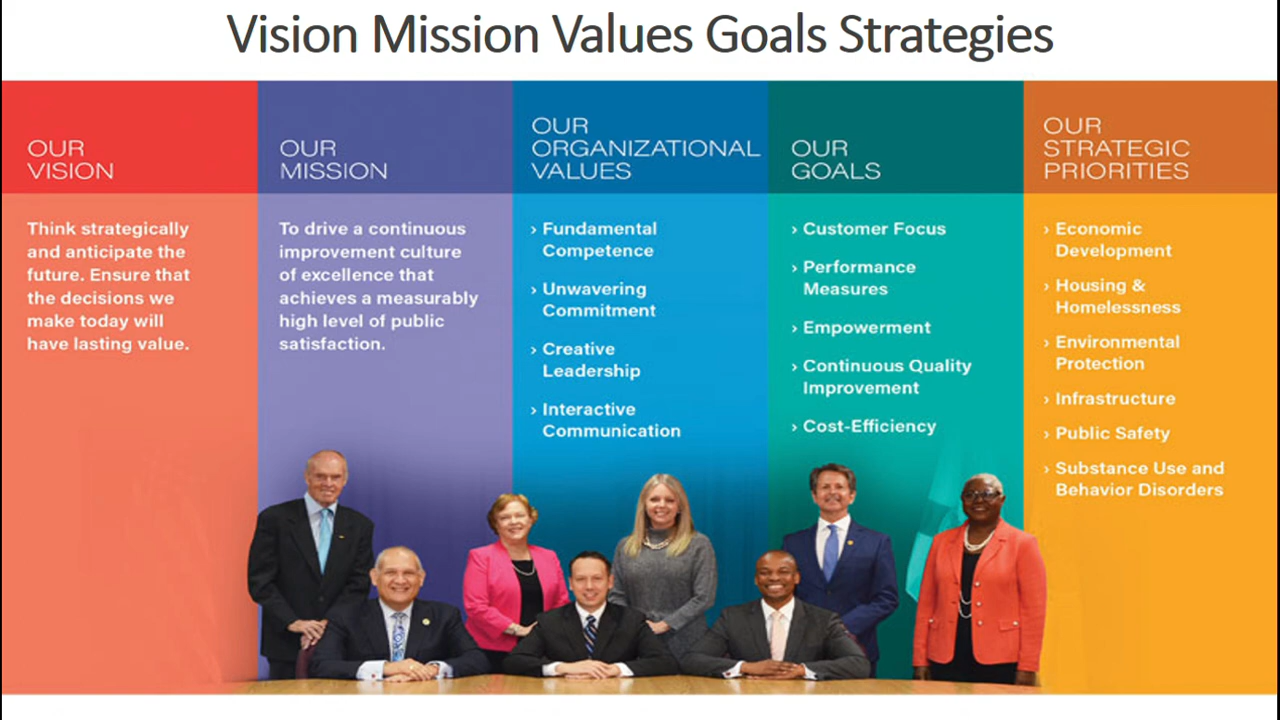 Vision Mission Values Goals Strategies
OUR
VISION
Think strategically
and anticipate the
future. Ensure that
the decisions we
make today will
have lasting value.
OUR
MISSION
To drive a continuous
improvement culture
of excellence that
achieves a measurably
high level of public
satisfaction.
OUR
ORGANIZATIONAL
VALUES
› Fundamental
Competence
› Unwavering
Commitment
› Creative
Leadership
› Interactive
Communication
OUR
GOALS
› Customer Focus
› Performance
Measures
› Empowerment
› Continuous Quality
Improvement
› Cost-Efficiency
OUR
STRATEGIC
PRIORITIES
› Economic
Development
› Housing &
Homelessness
› Environmental
Protection
› Infrastructure
› Public Safety
› Substance Use and
Behavior Disorders